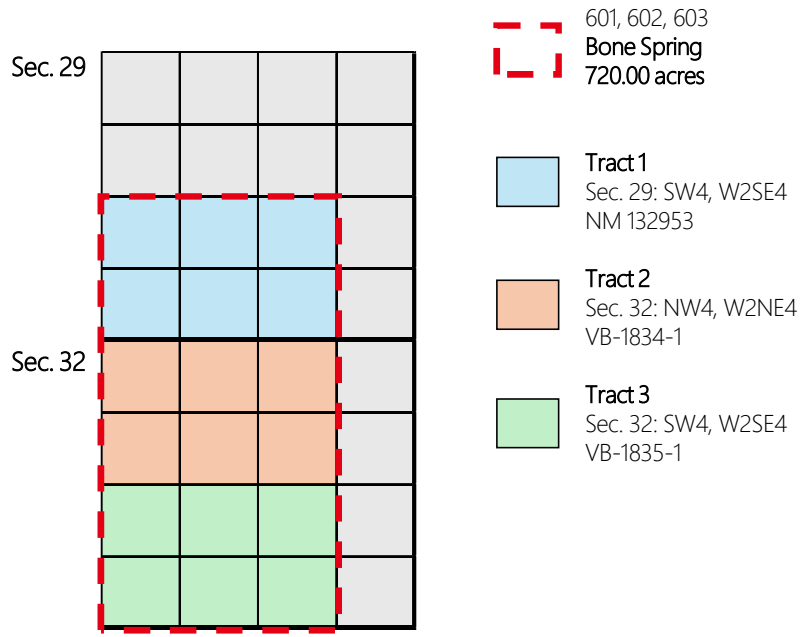 601, 602, 603
Bone Spring
720.00 acres
Sec. 29
Tract 1
Sec. 29: SW4, W2SE4
NM 132953
Tract 2
Sec. 32: NW4, W2NE4
VB-1834-1
Sec. 32
Tract 3
Sec. 32: SW4, W2SE4
VB-1835-1